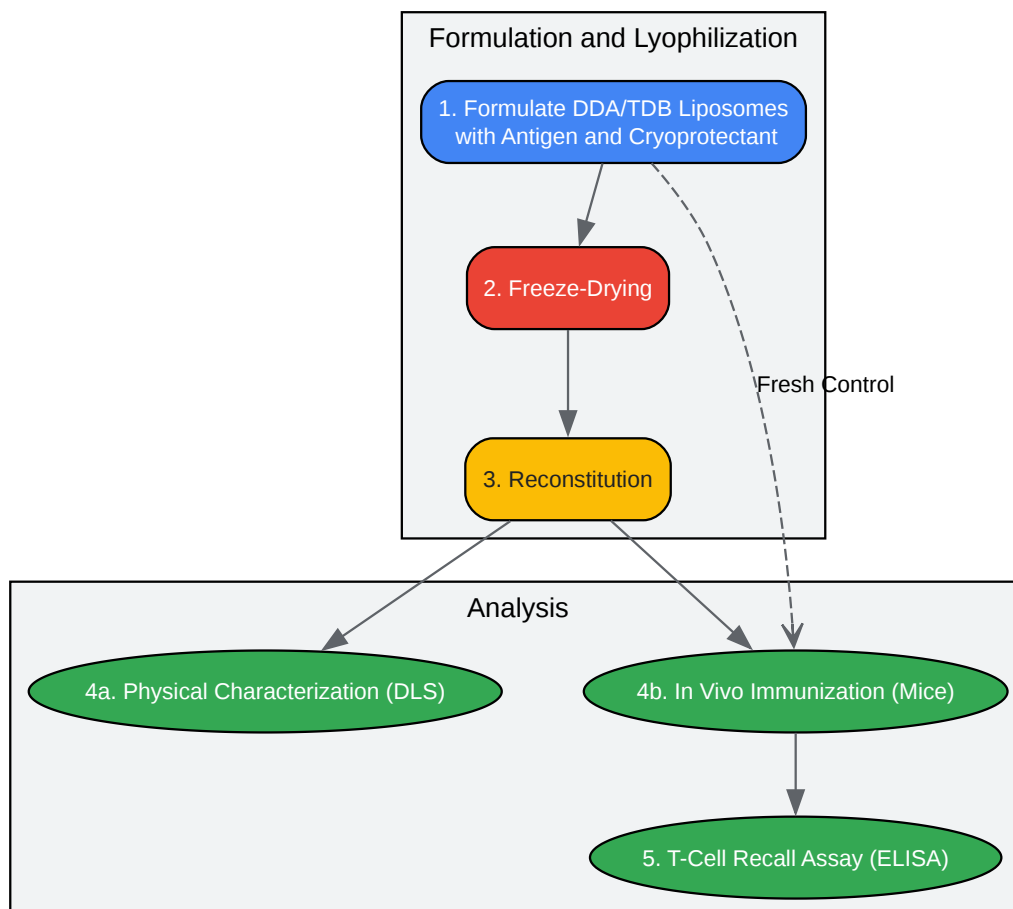 Formulation and Lyophilization
1. Formulate DDA/TDB Liposomes
with Antigen and Cryoprotectant
2. Freeze-Drying
Fresh Control
3. Reconstitution
Analysis
4a. Physical Characterization (DLS)
4b. In Vivo Immunization (Mice)
5. T-Cell Recall Assay (ELISA)